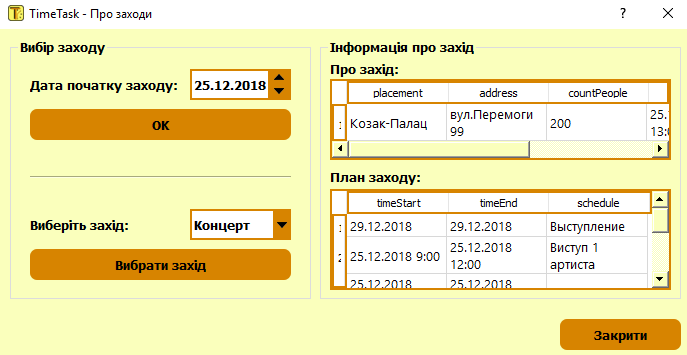 TimeTask - Про заходи
Вибір заходу
Дата початку заходу: 25.12.2018
OK
Виберіть захід: Концерт
Вибрати захід
Інформація про захід
Про захід:
placement address countPeople
1 Козак-Палац вул.Перемоги 99 200 25. 13:0
План заходу:
timeStart timeEnd schedule
1 29.12.2018 29.12.2018 Выступление
2 25.12.2018 9:00 25.12.2018 12:00 Виступ 1 артиста
25.12.2018 25.12.2018
Закрити